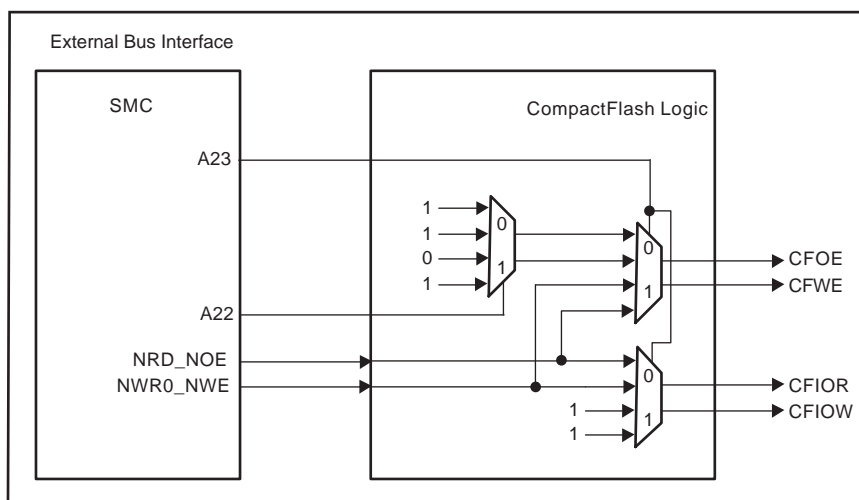 External Bus Interface
SMC
CompactFlash Logic
A23
1
1
0
1
0
1
A22
0
1
CFOE
CFWE
NRD_NOE
NWR0_NWE
0
1
1
1
CFIOR
CFIOW